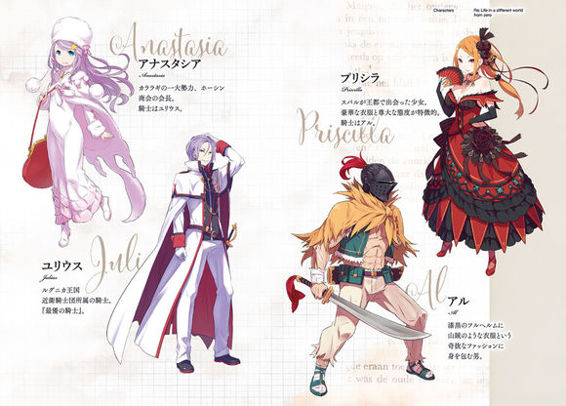 Characters
Re: Life in a different world
from zero
Anastasia
アナスタシア
Anastasia
カララギの一大勢力、ホーシン
商会の会長。
騎士はユリウス。
プリシラ
Priscilla
スバルが王都で出会った少女。
豪華な衣服と尊大な態度が特徴的。
騎士はアル。
Priscilla
Juli
ユリウス
Julius
ルグニカ王国
近衛騎士団所属の騎士。
『最優の騎士』。
Al
アル
Al
漆黒のフルヘルムに
山賊のような衣服という
奇抜なファッションに
身を包む男。
le eraan toor
k was de oudste